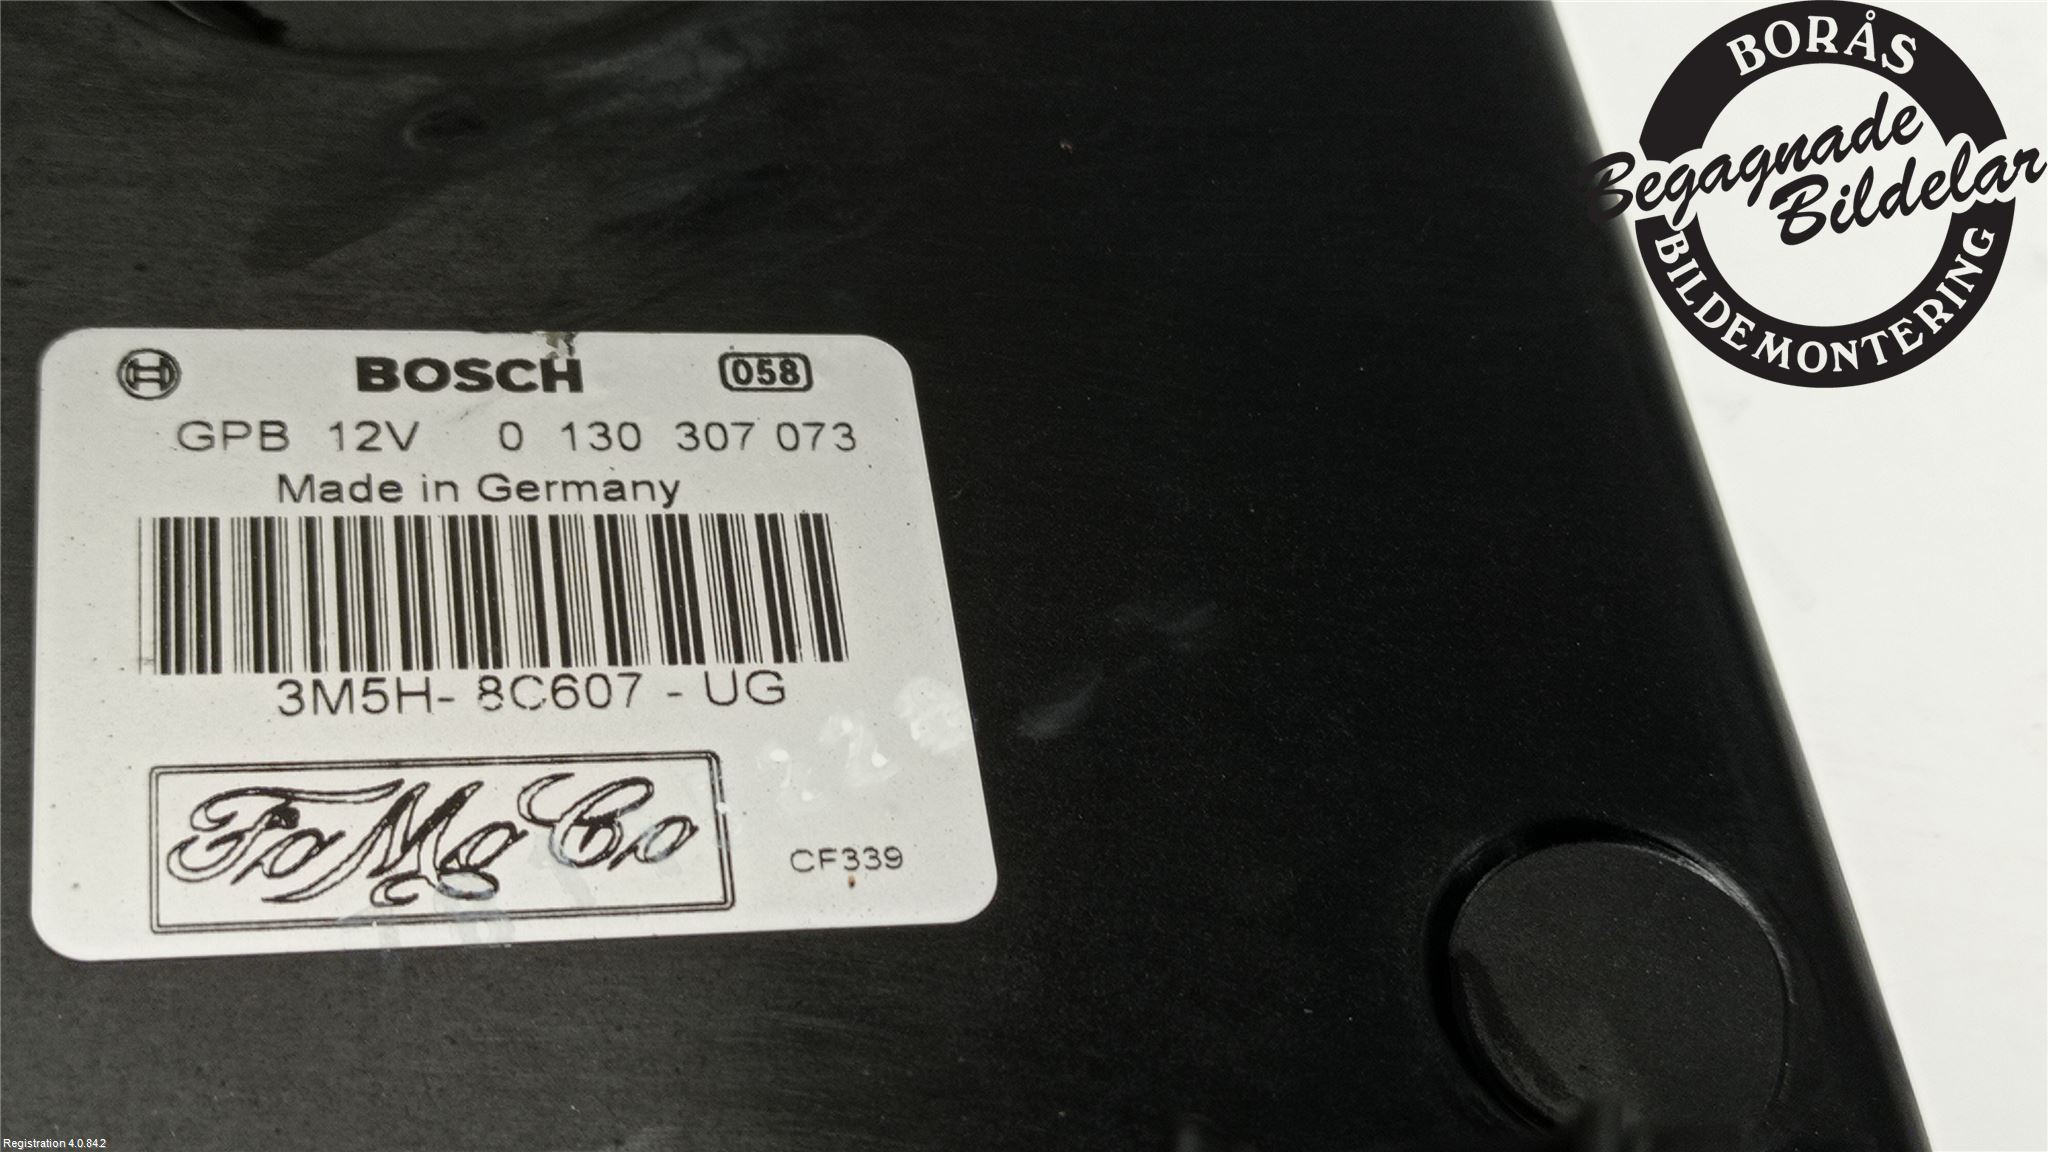 BORÅS
Begagnade
Bildelar
BILDEMONTERING
BOSCH 058
GPB 12V 0 130 307 073
Made in Germany
3M5H- 8C607 - UG
FoMoCo
CF339
Registration 4.0.84.2